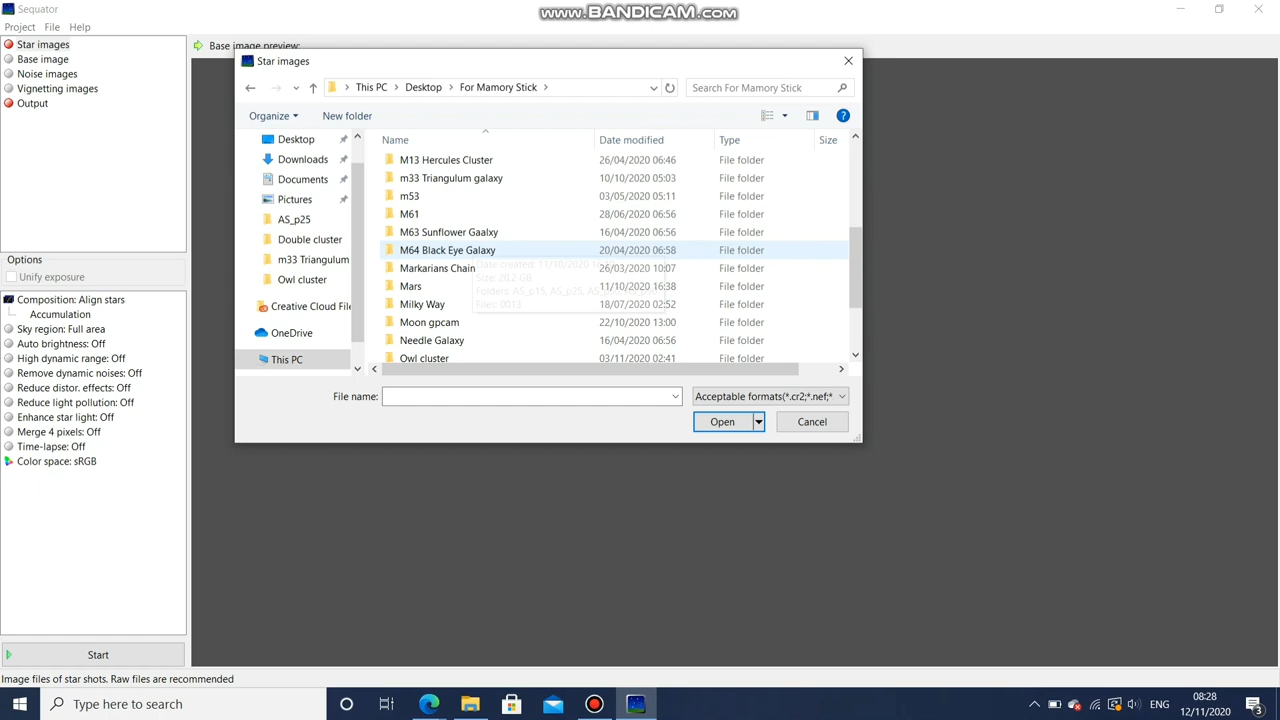 Sequator
www.BANDICAM.com
Project File Help
Star images
Base image
Noise images
Vignetting images
Output
Base image preview:
Star images
This PC > Desktop > For Mamory Stick >
Search For Mamory Stick
Organize New folder
Name Date modified Type Size
Desktop
Downloads
Documents
Pictures
AS_p25
Double cluster
m33 Triangulum
Owl cluster
Creative Cloud File
OneDrive
This PC
M13 Hercules Cluster 26/04/2020 06:46 File folder
m33 Triangulum galaxy 10/10/2020 05:03 File folder
m53 03/05/2020 05:11 File folder
M61 28/06/2020 06:56 File folder
M63 Sunflower Gaalxy 16/04/2020 06:56 File folder
M64 Black Eye Galaxy 20/04/2020 06:58 File folder
Markarians Chain 26/03/2020 10:07 File folder
Mars 11/10/2020 16:38 File folder
Milky Way 18/07/2020 02:52 File folder
Moon gpcam 22/10/2020 13:00 File folder
Needle Galaxy 16/04/2020 06:56 File folder
Owl cluster 03/11/2020 02:41 File folder
Size: 20.2 GB
Folders: AS_p15, AS_p25,
Files: 0013
File name:
Acceptable formats(*.cr2;*.nef;*
Open Cancel
Options
Unify exposure
Composition: Align stars
Accumulation
Sky region: Full area
Auto brightness: Off
High dynamic range: Off
Remove dynamic noises: Off
Reduce distor. effects: Off
Reduce light pollution: Off
Enhance star light: Off
Merge 4 pixels: Off
Time-lapse: Off
Color space: sRGB
Start
Image files of star shots. Raw files are recommended
Type here to search
ENG
08:28
12/11/2020
3